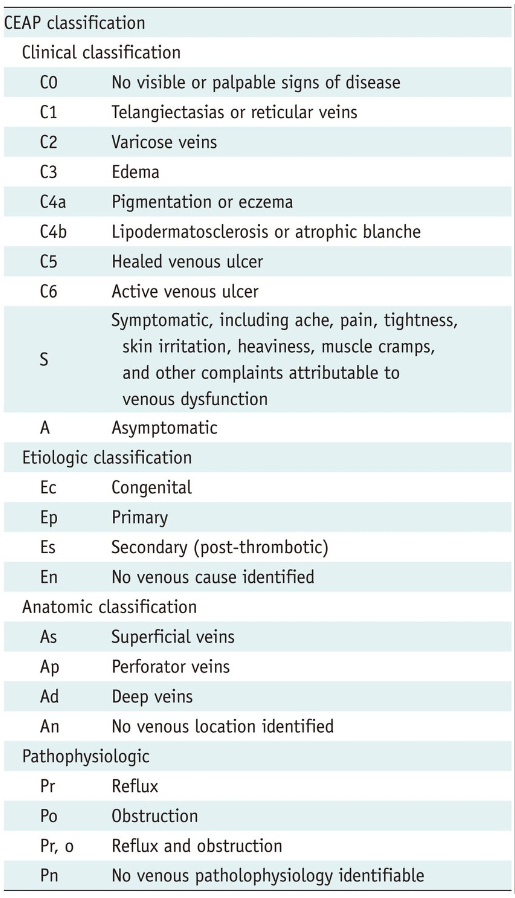 CEAP classification
Clinical classification
C0 No visible or palpable signs of disease
C1 Telangiectasias or reticular veins
C2 Varicose veins
C3 Edema
C4a Pigmentation or eczema
C4b Lipodermatosclerosis or atrophic blanche
C5 Healed venous ulcer
C6 Active venous ulcer
S Symptomatic, including ache, pain, tightness,
skin irritation, heaviness, muscle cramps,
and other complaints attributable to
venous dysfunction
A Asymptomatic
Etiologic classification
Ec Congenital
Ep Primary
Es Secondary (post-thrombotic)
En No venous cause identified
Anatomic classification
As Superficial veins
Ap Perforator veins
Ad Deep veins
An No venous location identified
Pathophysiologic
Pr Reflux
Po Obstruction
Pr, o Reflux and obstruction
Pn No venous patholophysiology identifiable